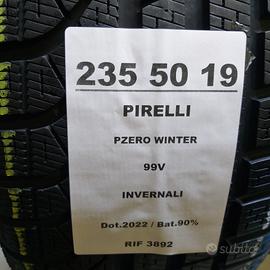 235 50 19
PIRELLI
PZERO WINTER
99V
INVERNALI
Dot.2022 / Bat.90%
RIF 3892
subito